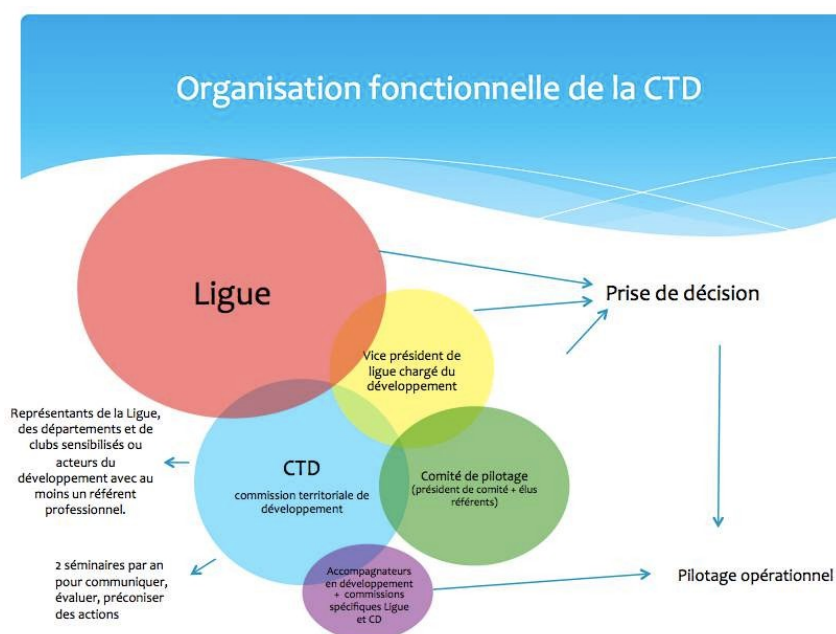 Organisation fonctionnelle de la CTD
Ligue
Prise de décision
Vice président de
ligue chargé du
développement
Représentants de la Ligue,
des départements et de
clubs sensibilisés ou
acteurs du
développement avec au
moins un référent
professionnel.
CTD
commission territoriale de
développement
Comité de pilotage
(président de comité + élus
référents)
2 séminaires par an
pour communiquer,
évaluer, préconiser
des actions
Accompagnateurs
en développement
+ commissions
spécifiques Ligue
et CD
Pilotage opérationnel